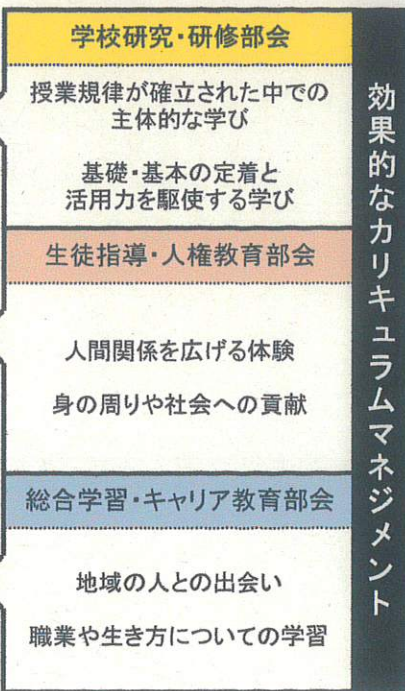 学校研究・研修部会
授業規律が確立された中での
主体的な学び
基礎・基本の定着と
活用力を駆使する学び
生徒指導・人権教育部会
人間関係を広げる体験
身の周りや社会への貢献
総合学習・キャリア教育部会
地域の人との出会い
職業や生き方についての学習
効果的なカリキュラムマネジメント